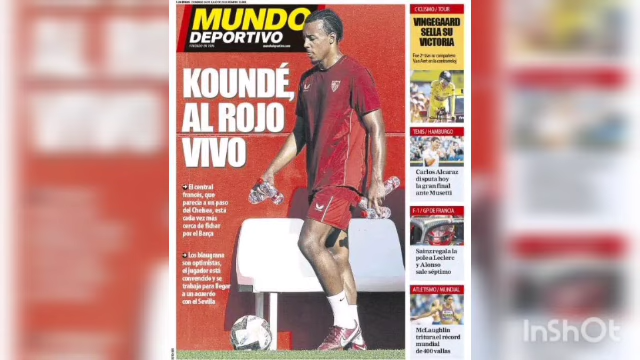 MUNDO
DEPORTIVO
KOUNDÉ,
AL ROJO
VIVO
El central
francés, que
parecía a un paso
del Chelsea, está
cada vez más
cerca de fichar
por el Barça
Los blaugrana
son optimistas,
el jugador está
convencido y se
trabaja para llegar
a un acuerdo
con el Sevilla
CICLISMO / TOUR
VINGEGAARD
SELLA SU
VICTORIA
TENIS / HAMBURGO
Carlos Alcaraz
disputa hoy
la gran final
ante Musetti
F-1 / GP DE FRANCIA
Sainz regala la
pole a Leclerc
y Alonso
sale séptimo
ATLETISMO / MUNDIAL
McLaughlin
tritura el récord
mundial
de 400 vallas
InShOt